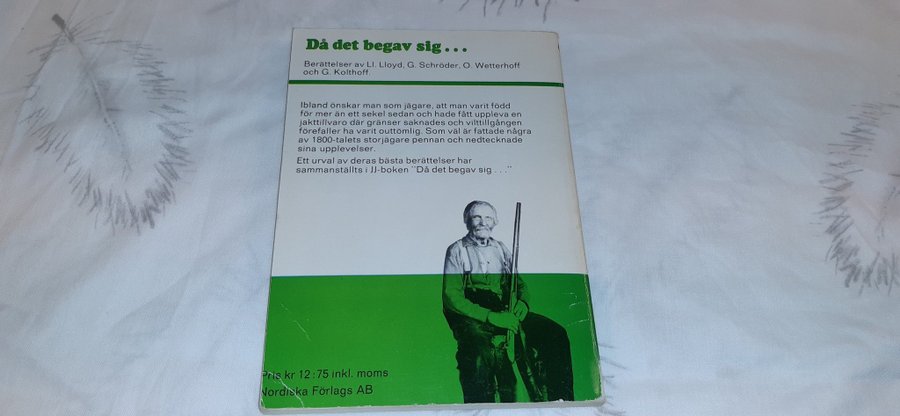 Då det begav sig...
Berättelser av Ll. Lloyd, G. Schröder, O. Wetterhoff
och G. Kolthoff.
Ibland önskar man som jägare, att man varit född
för mer än ett sekel sedan och hade fått uppleva en
jakttillvaro där gränser saknades och vilttillgången
förefaller ha varit outtömlig. Som väl är fattade några
av 1800-talets storjägare pennan och nedtecknade
sina upplevelser.
Ett urval av deras bästa berättelser har
sammanställts i JJ-boken "Då det begav sig . . ."
Pris kr 12:75 inkl. moms
Nordiska Förlags AB